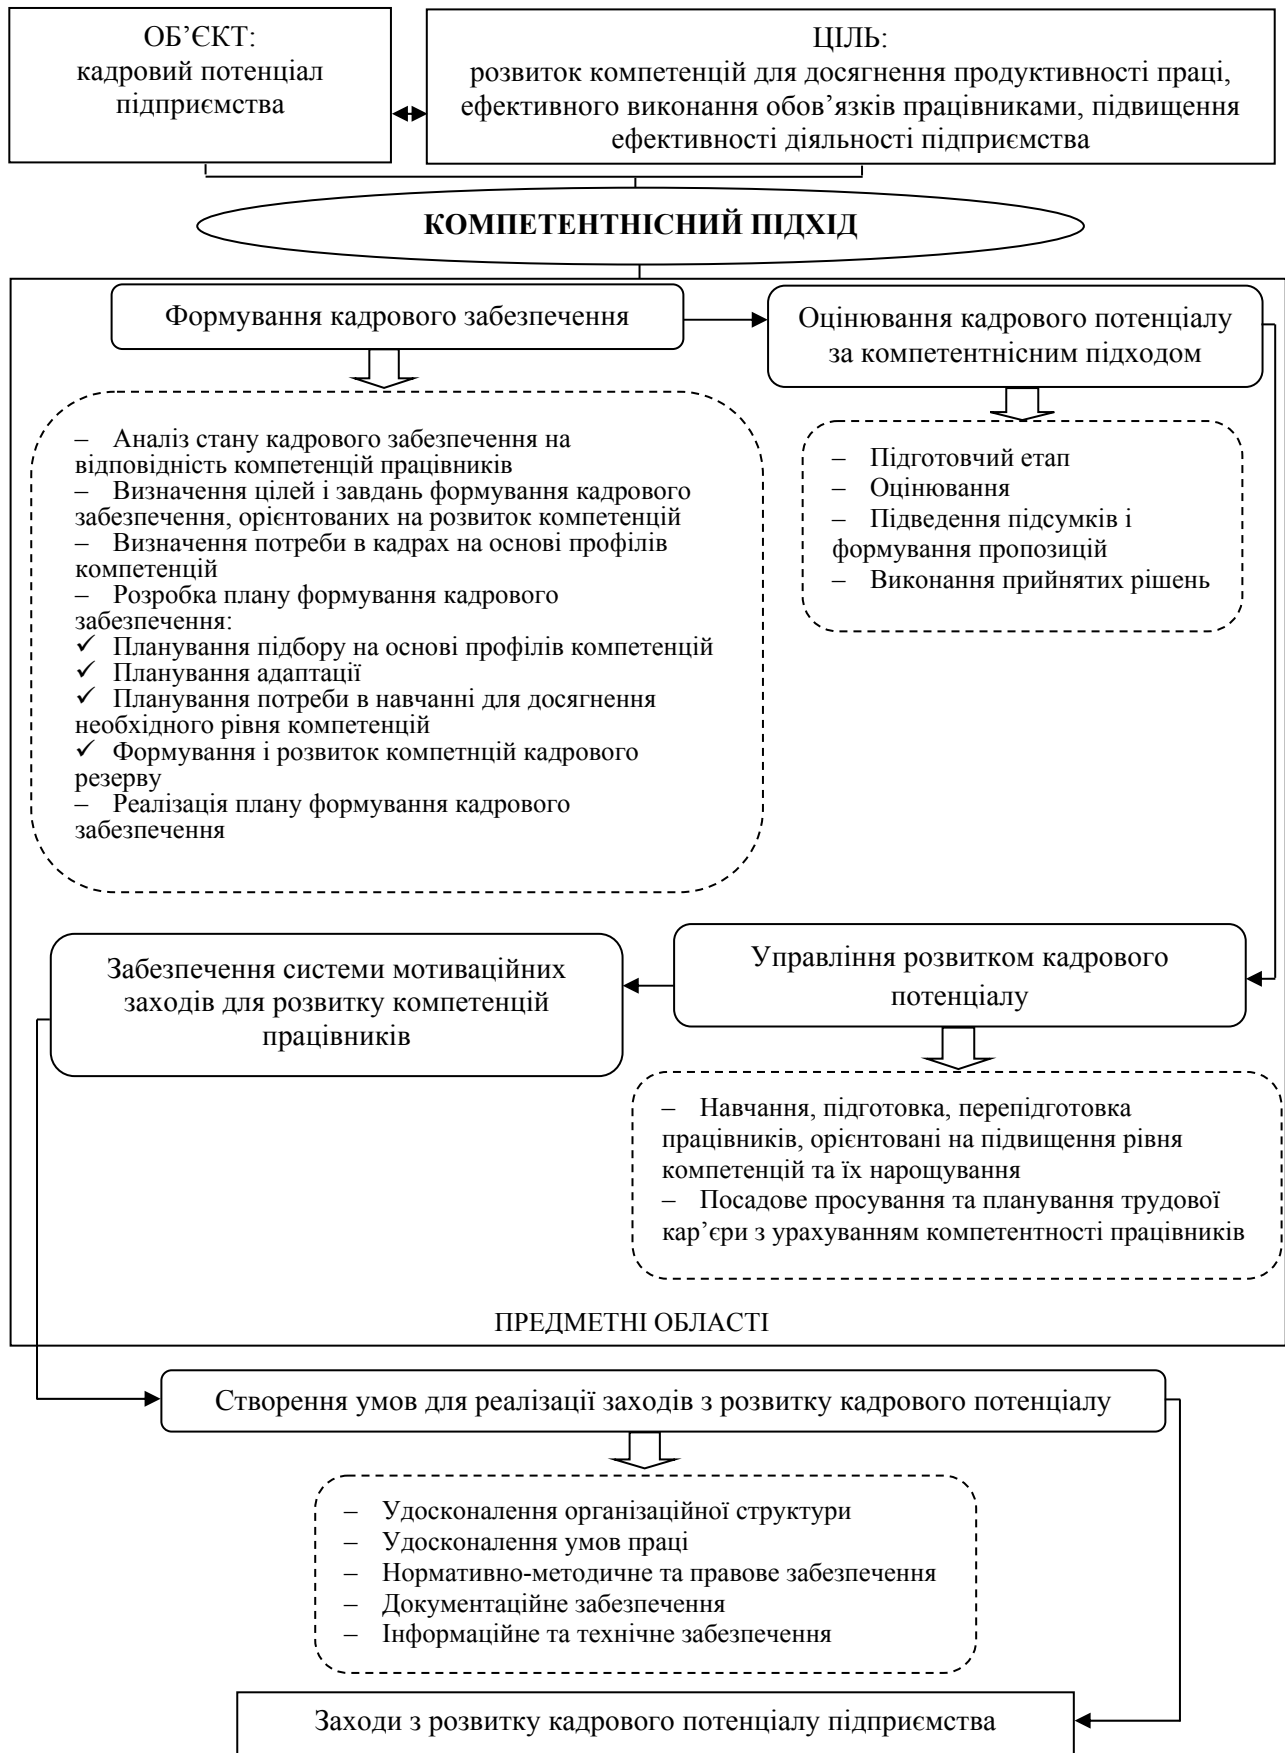 ОБ’ЄКТ:
кадровий потенціал
підприємства
ЦІЛЬ:
розвиток компетенцій для досягнення продуктивності праці,
ефективного виконання обов’язків працівниками, підвищення
ефективності діяльності підприємства
КОМПЕТЕНТНІСНИЙ ПІДХІД
Формування кадрового забезпечення
Оцінювання кадрового потенціалу
за компетентнісним підходом
– Аналіз стану кадрового забезпечення на
відповідність компетенцій працівників
– Визначення цілей і завдань формування кадрового
забезпечення, орієнтованих на розвиток компетенцій
– Визначення потреби в кадрах на основі профілів
компетенцій
– Розробка плану формування кадрового
забезпечення:
✓ Планування підбору на основі профілів компетенцій
✓ Планування адаптації
✓ Планування потреби в навчанні для досягнення
необхідного рівня компетенцій
✓ Формування і розвиток компетнцій кадрового
резерву
– Реалізація плану формування кадрового
забезпечення
– Підготовчий етап
– Оцінювання
– Підведення підсумків і
формування пропозицій
– Виконання прийнятих рішень
Забезпечення системи мотиваційних
заходів для розвитку компетенцій
працівників
Управління розвитком кадрового
потенціалу
– Навчання, підготовка, перепідготовка
працівників, орієнтовані на підвищення рівня
компетенцій та їх нарощування
– Посадове просування та планування трудової
кар’єри з урахуванням компетентності працівників
ПРЕДМЕТНІ ОБЛАСТІ
Створення умов для реалізації заходів з розвитку кадрового потенціалу
– Удосконалення організаційної структури
– Удосконалення умов праці
– Нормативно-методичне та правове забезпечення
– Документаційне забезпечення
– Інформаційне та технічне забезпечення
Заходи з розвитку кадрового потенціалу підприємства